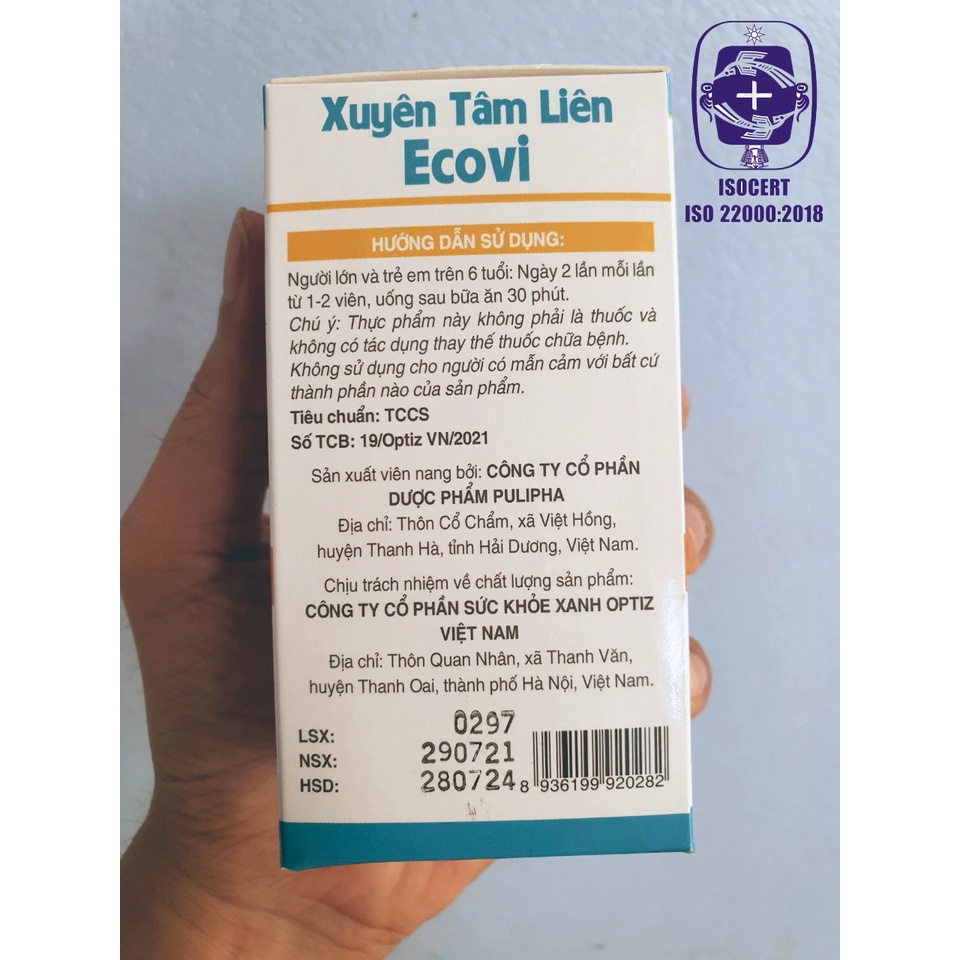 ISOCERT
ISO 22000:2018
Xuyên Tâm Liên
Ecovi
HƯỚNG DẪN SỬ DỤNG:
Người lớn và trẻ em trên 6 tuổi: Ngày 2 lần mỗi lần
từ 1-2 viên, uống sau bữa ăn 30 phút.
Chú ý: Thực phẩm này không phải là thuốc và
không có tác dụng thay thế thuốc chữa bệnh.
Không sử dụng cho người có mẫn cảm với bất cứ
thành phần nào của sản phẩm.
Tiêu chuẩn: TCCS
Số TCB: 19/Optiz VN/2021
Sản xuất viên nang bởi: CÔNG TY CỔ PHẦN
DƯỢC PHẨM PULIPHA
Địa chỉ: Thôn Cổ Chẩm, xã Việt Hồng,
huyện Thanh Hà, tỉnh Hải Dương, Việt Nam.
Chịu trách nhiệm về chất lượng sản phẩm:
CÔNG TY CỔ PHẦN SỨC KHỎE XANH OPTIZ
VIỆT NAM
Địa chỉ: Thôn Quan Nhân, xã Thanh Văn,
huyện Thanh Oai, thành phố Hà Nội, Việt Nam.
LSX: 0297
NSX: 290721
HSD: 280724
8 936199 920282